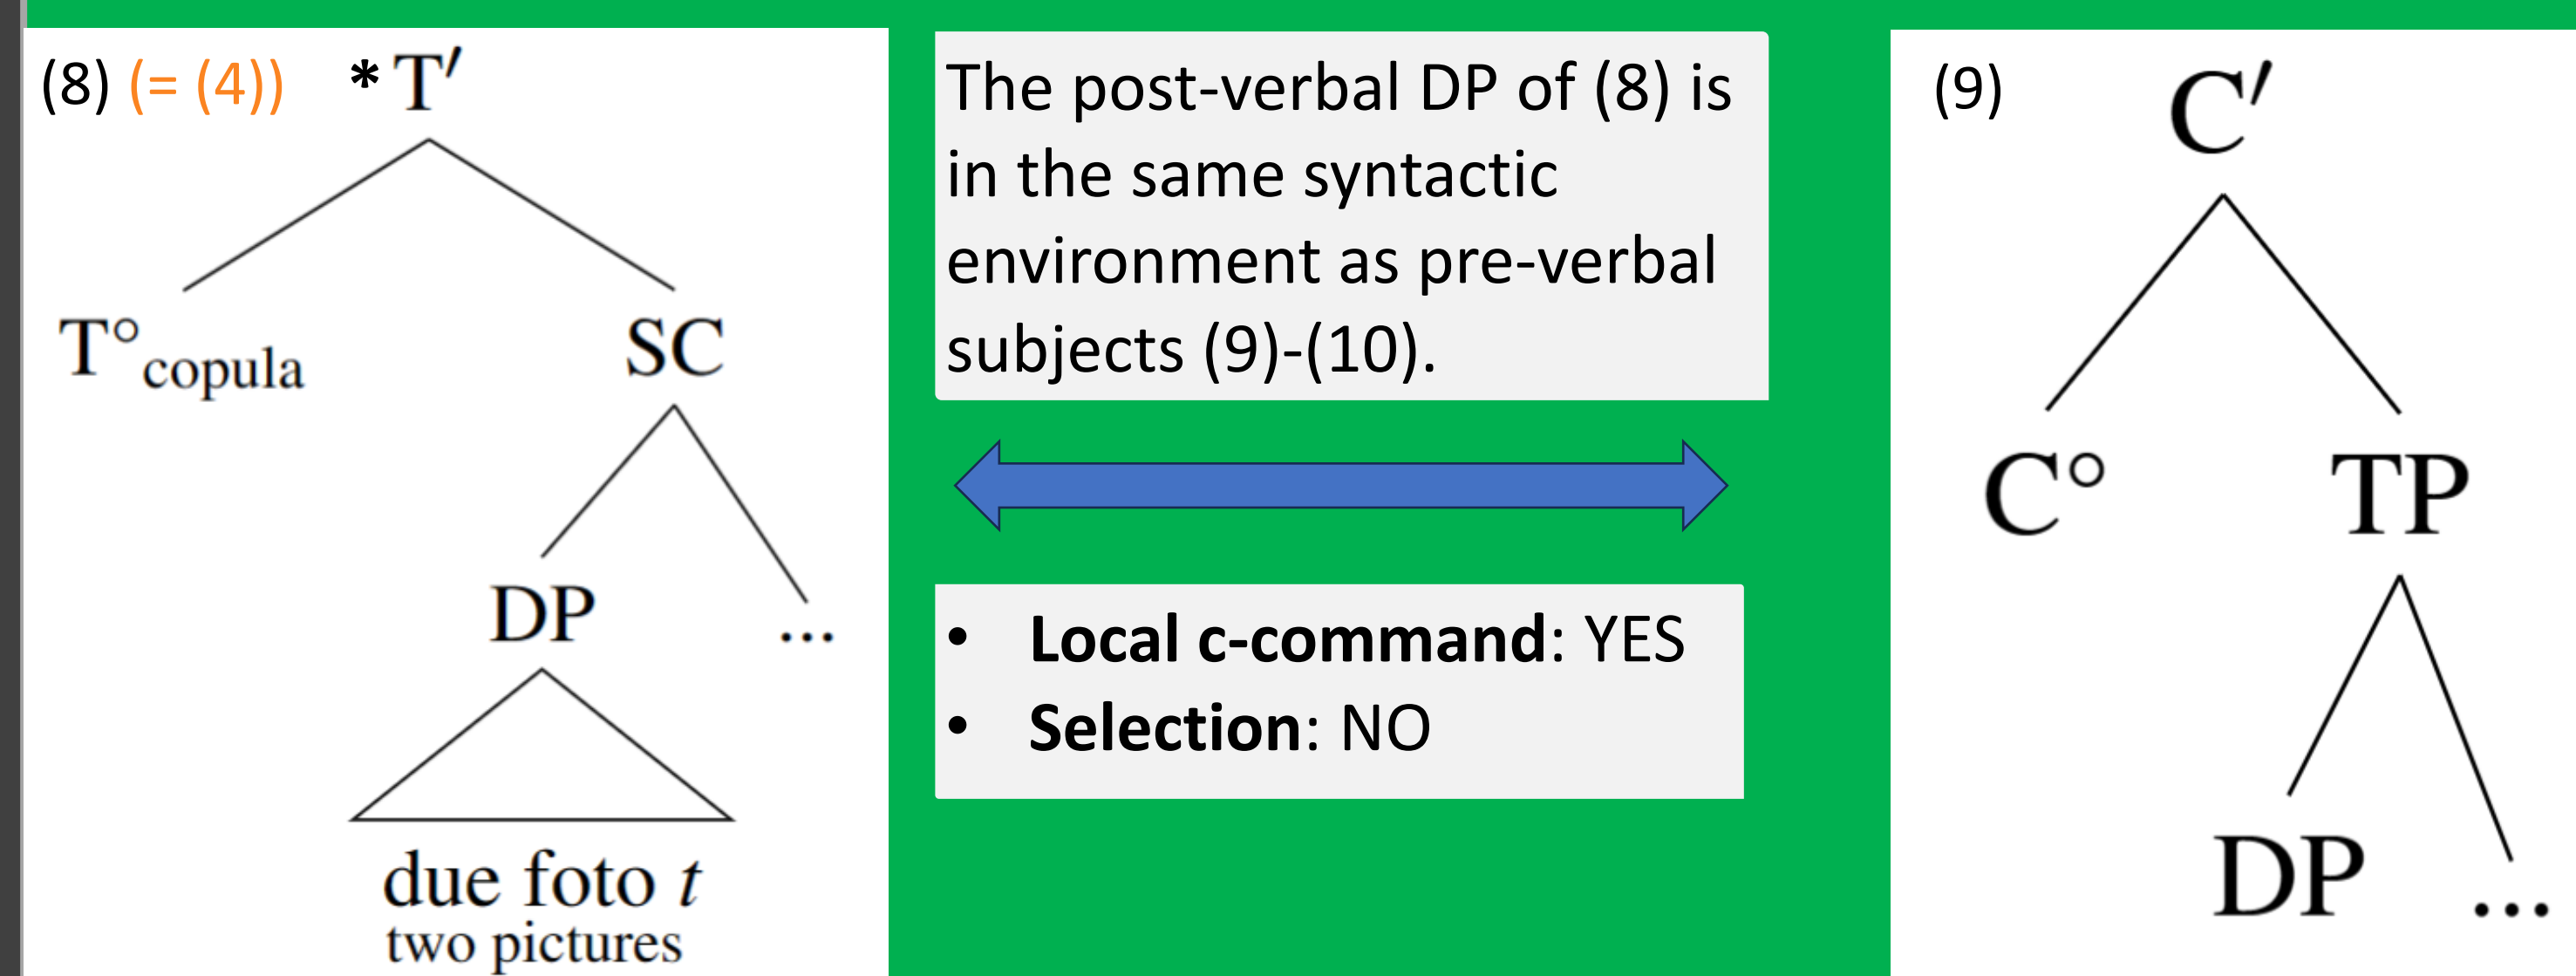 (8) (= (4)) * T′
T°copula SC
DP ...
due foto t
two pictures
The post-verbal DP of (8) is
in the same syntactic
environment as pre-verbal
subjects (9)-(10).
• Local c-command: YES
• Selection: NO
(9) C′
C° TP
DP ...